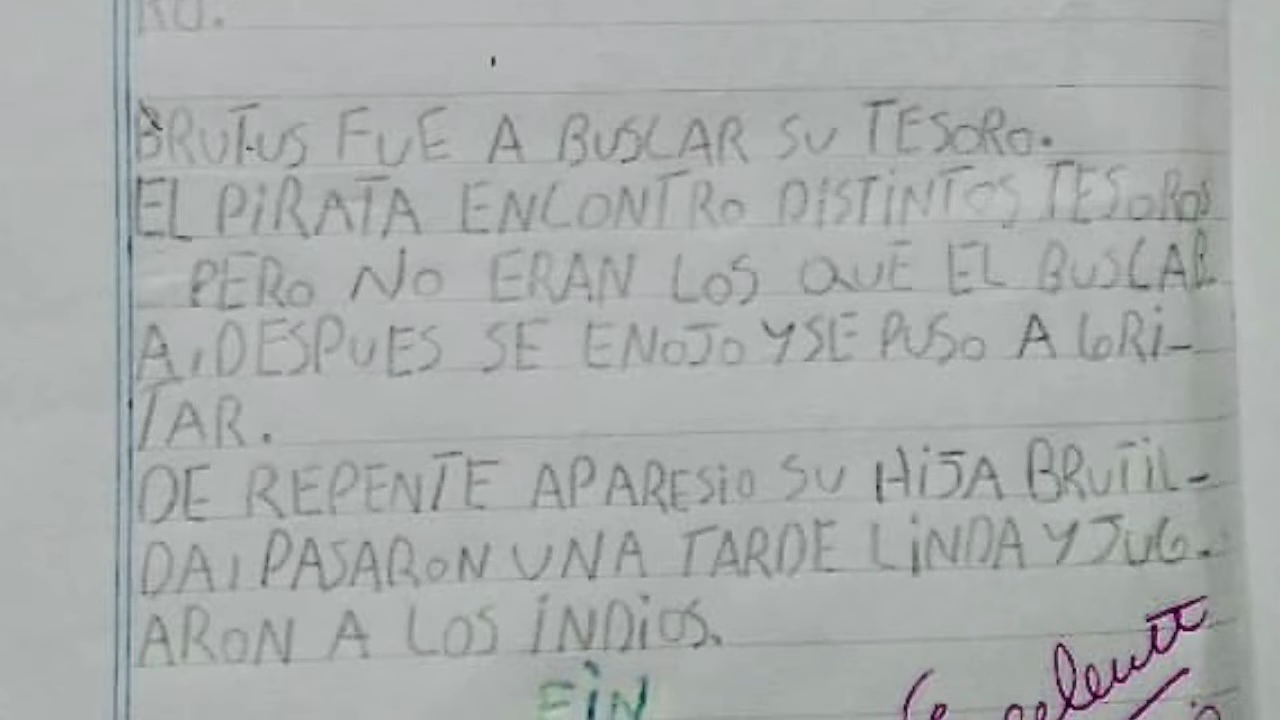 RO.
BRUTUS FUE A BUSCAR SU TESORO.
EL PIRATA ENCONTRO DISTINTOS TESOROS
PERO NO ERAN LOS QUE EL BUSCAB
A, DESPUES SE ENOJO Y SE PUSO A GRI-
TAR.
DE REPENTE APARESIO SU HIJA BRUTIL-
DA, PASARON UNA TARDE LINDA Y JUG-
ARON A LOS INDIOS.
FIN
Excelente